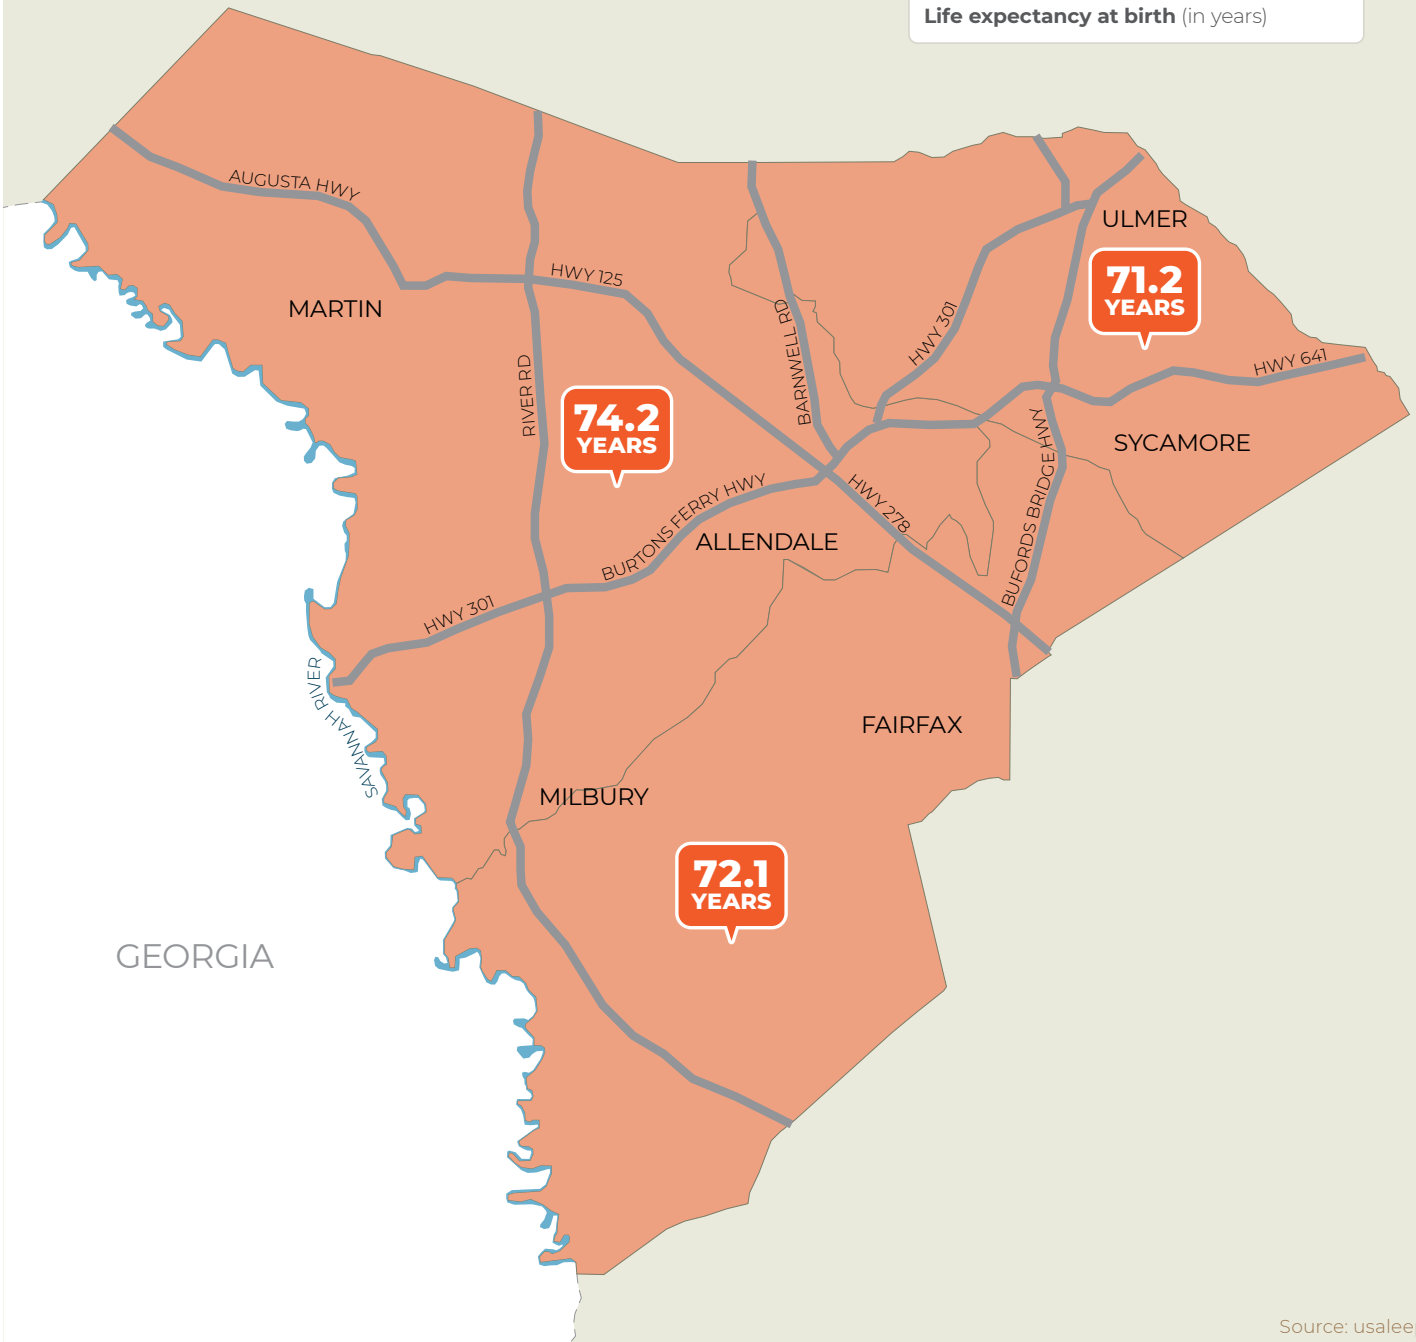 Life expectancy at birth (in years)
AUGUSTA HWY
ULMER
HWY 125
71.2
YEARS
MARTIN
HWY 301
BARNWELL RD
HWY 641
RIVER RD
74.2
YEARS
SYCAMORE
BUFORDS BRIDGE HWY
BURTONS FERRY HWY
HWY 278
ALLENDALE
HWY 301
SAVANNAH RIVER
FAIRFAX
MILBURY
72.1
YEARS
GEORGIA
Source: usalee